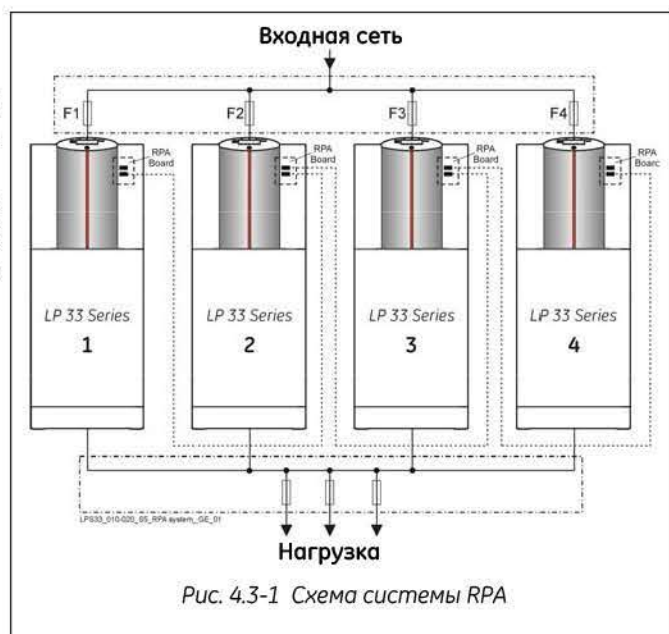 Входная сеть
F1
F2
F3
F4
RPA
Board
RPA
Board
RPA
Board
RPA
Boarc
LP 33 Series
1
LP 33 Series
2
LP 33 Series
3
LP 33 Series
4
LPS33_010-020_S5_RPA system_GE_01
Нагрузка
Рис. 4.3-1 Схема системы RPA